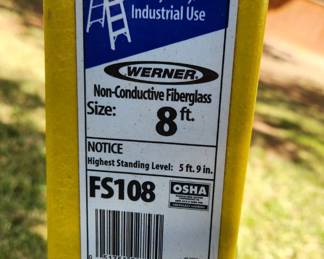 Industrial Use
WERNER
Non-Conductive Fiberglass
Size: 8 ft.
NOTICE
Highest Standing Level: 5 ft. 9 in.
FS108
OSHA